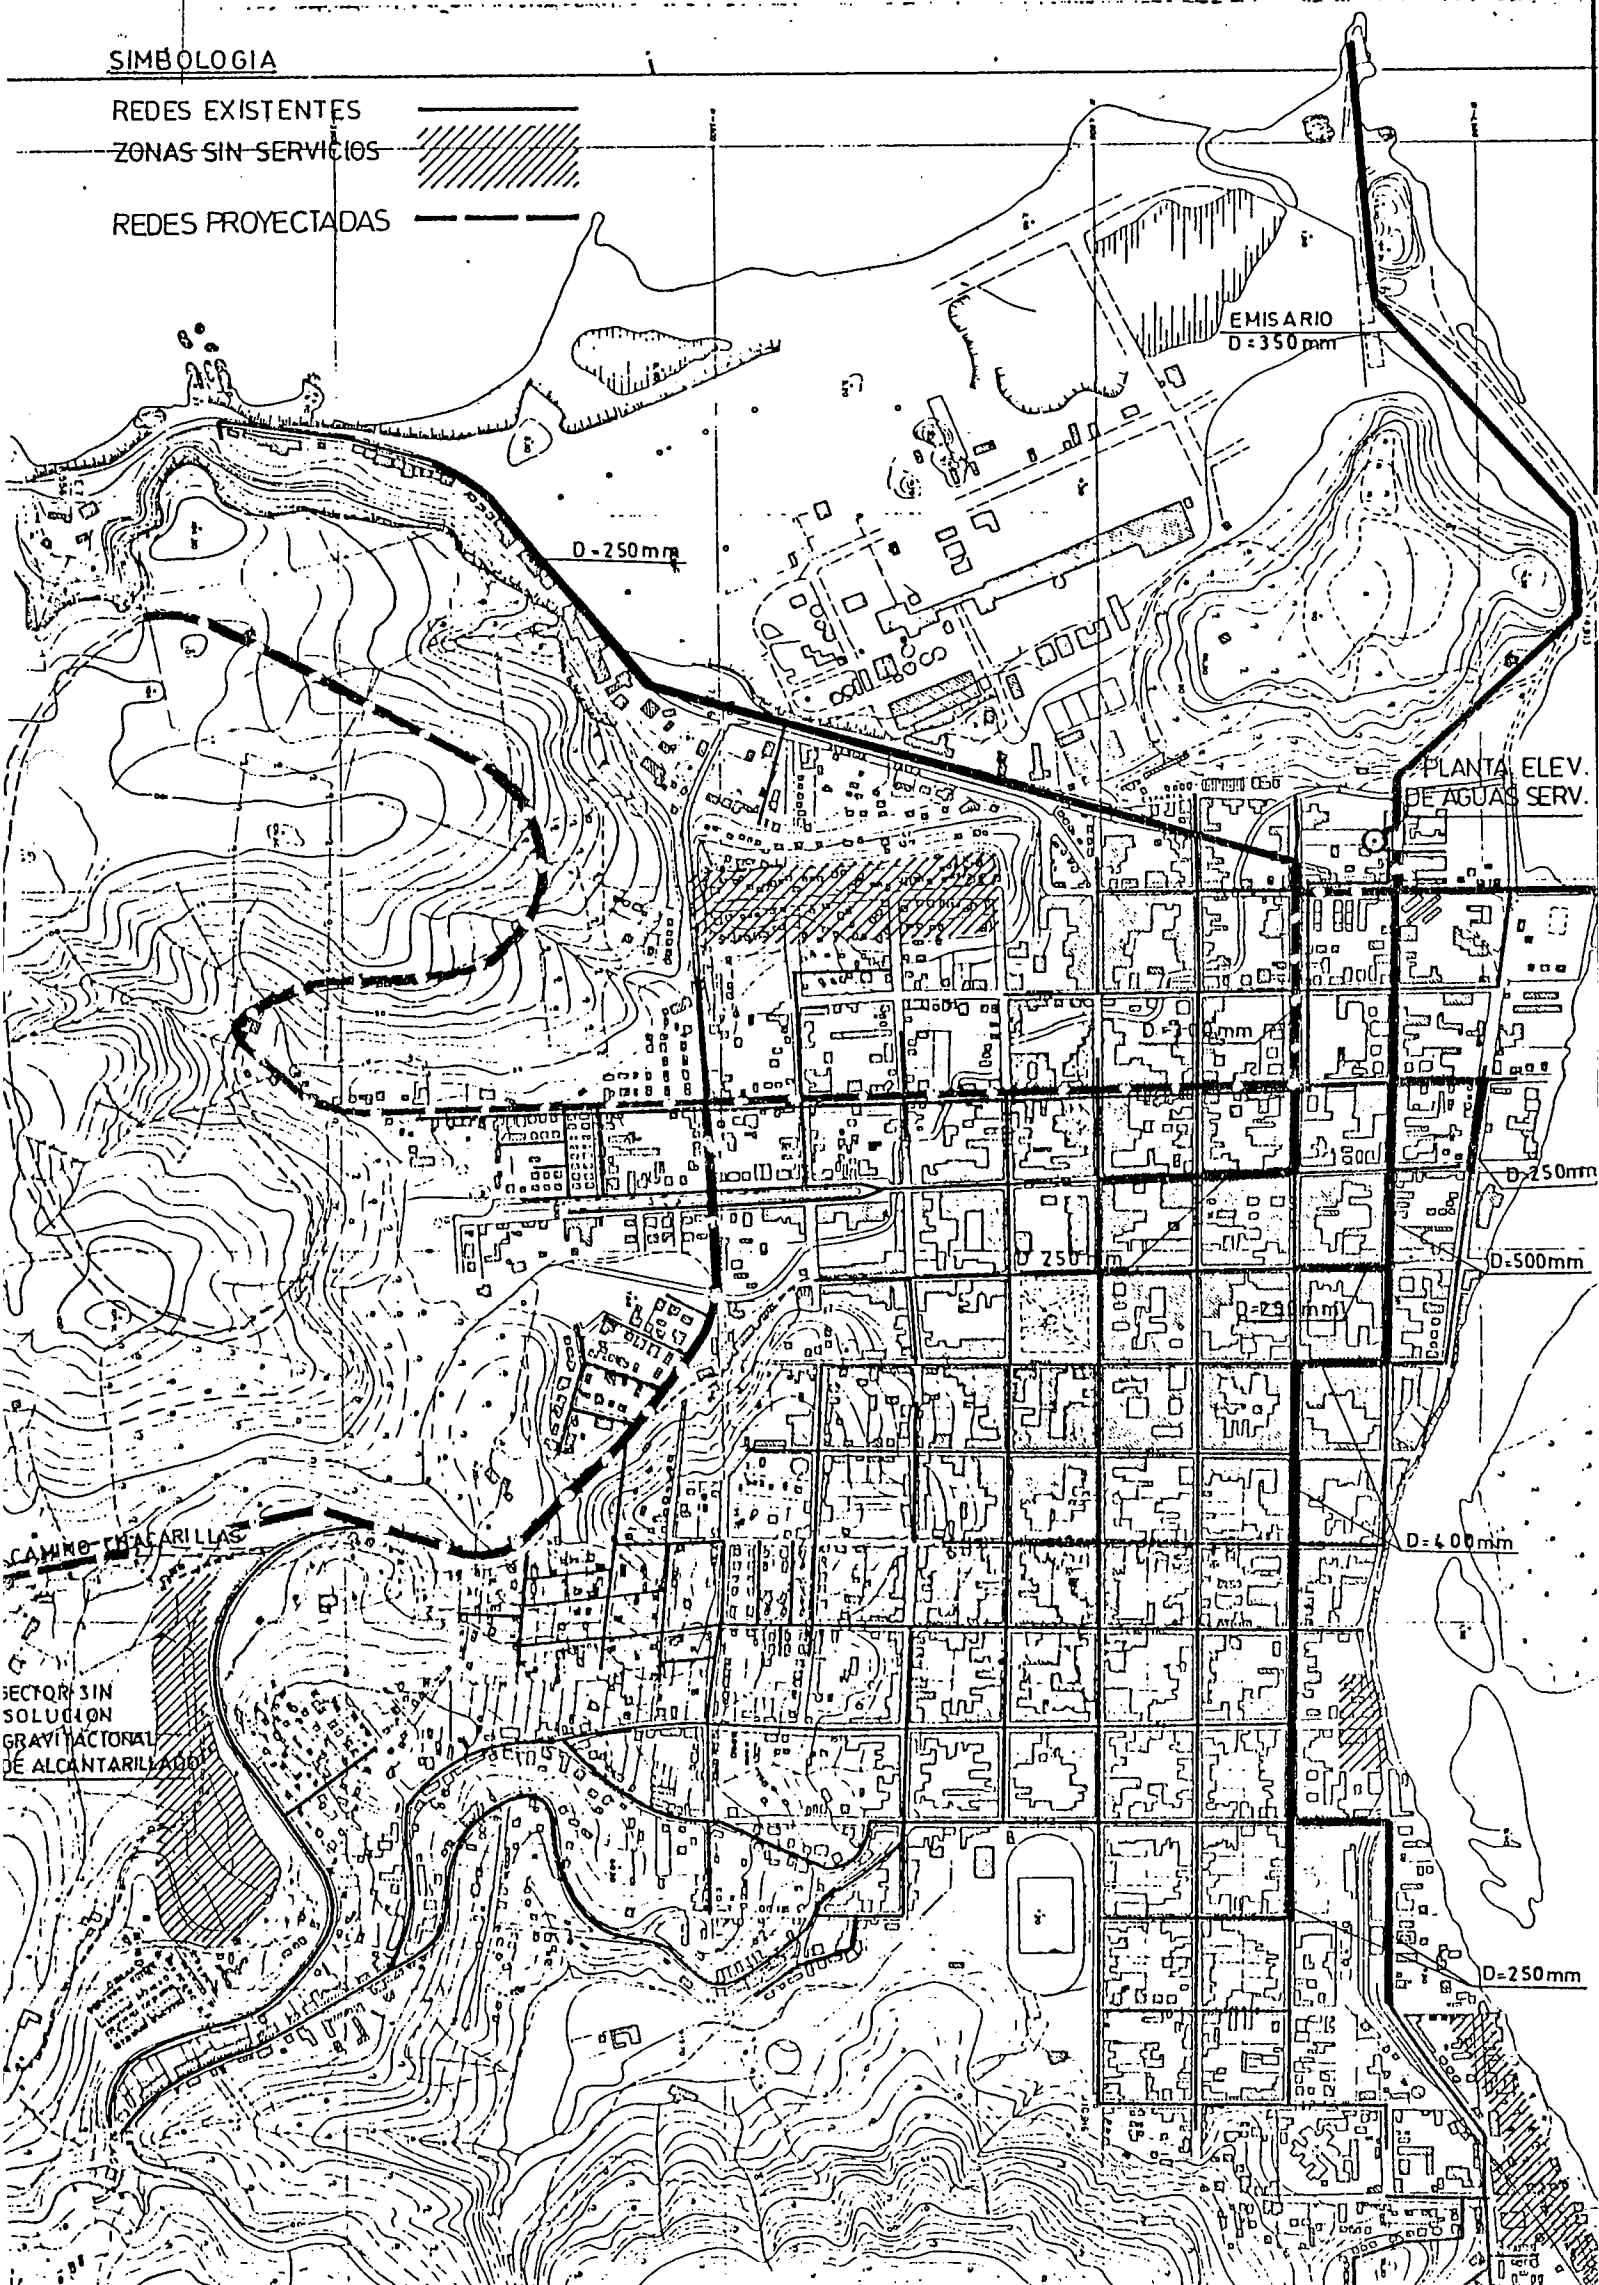 SIMBOLOGIA
REDES EXISTENTES
ZONAS SIN SERVICIOS
REDES PROYECTADAS
EMISARIO
D=350mm
D=250mm
PLANTA ELEV.
DE AGUAS SERV.
D=250mm
D=250mm
D=500mm
D=400mm
CAMINO CHACARILLAS
SECTOR SIN
SOLUCION
GRAVITACIONAL
DE ALCANTARILLADO
D=250mm